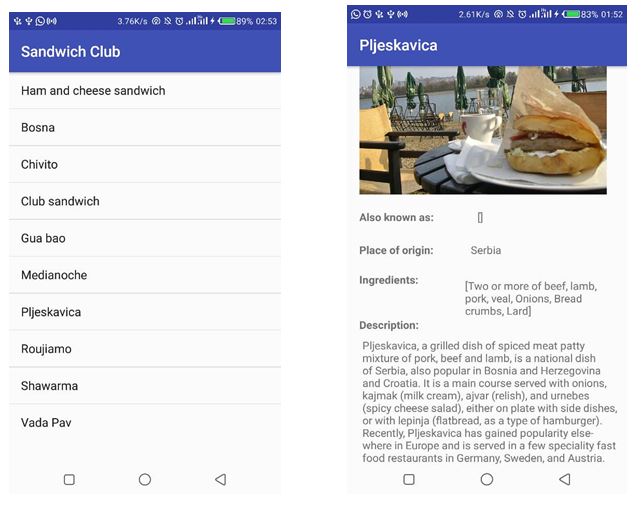 3.76K/s 89% 02:53
Sandwich Club
Ham and cheese sandwich
Bosna
Chivito
Club sandwich
Gua bao
Medianoche
Pljeskavica
Roujiamo
Shawarma
Vada Pav
2.61K/s 83% 01:52
Pljeskavica
Also known as: []
Place of origin: Serbia
Ingredients: [Two or more of beef, lamb,
pork, veal, Onions, Bread
crumbs, Lard]
Description:
Pljeskavica, a grilled dish of spiced meat patty
mixture of pork, beef and lamb, is a national dish
of Serbia, also popular in Bosnia and Herzegovina
and Croatia. It is a main course served with onions,
kajmak (milk cream), ajvar (relish), and urnebes
(spicy cheese salad), either on plate with side dishes,
or with lepinja (flatbread, as a type of hamburger).
Recently, Pljeskavica has gained popularity else-
where in Europe and is served in a few speciality fast
food restaurants in Germany, Sweden, and Austria.